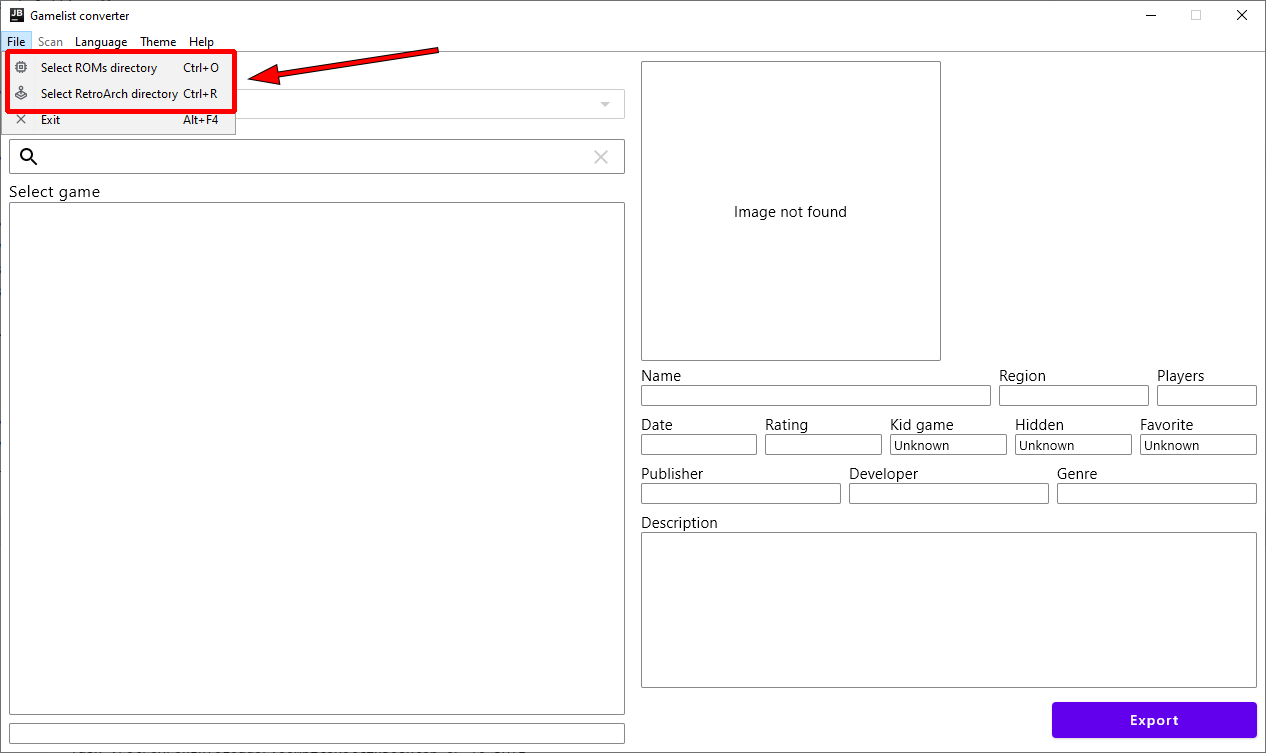 JB Gamelist converter
File Scan Language Theme Help
Select ROMs directory Ctrl+O
Select RetroArch directory Ctrl+R
Exit Alt+F4
Select game
Image not found
Name Region Players
Date Rating Kid game Hidden Favorite
Unknown Unknown Unknown
Publisher Developer Genre
Description
Export